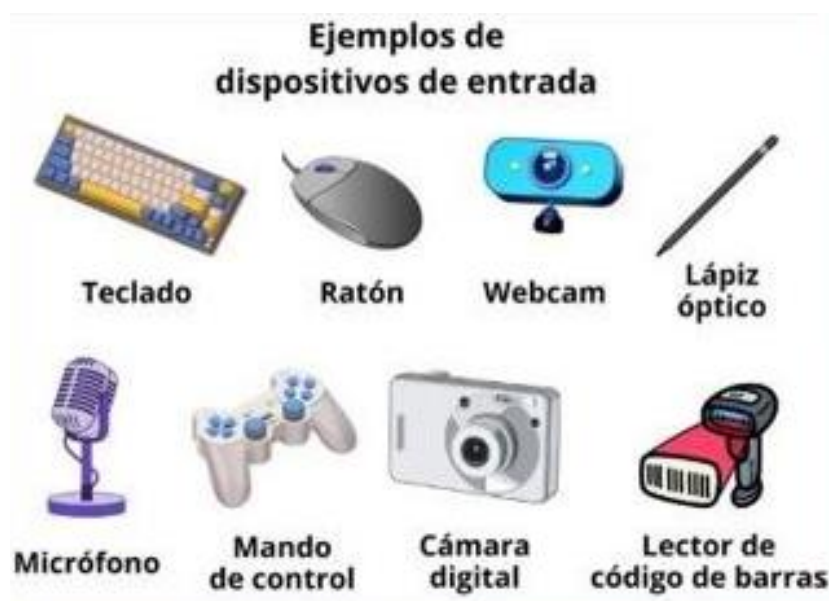 Ejemplos de
dispositivos de entrada
Teclado
Ratón
Webcam
Lápiz
óptico
Micrófono
Mando
de control
Cámara
digital
Lector de
código de barras